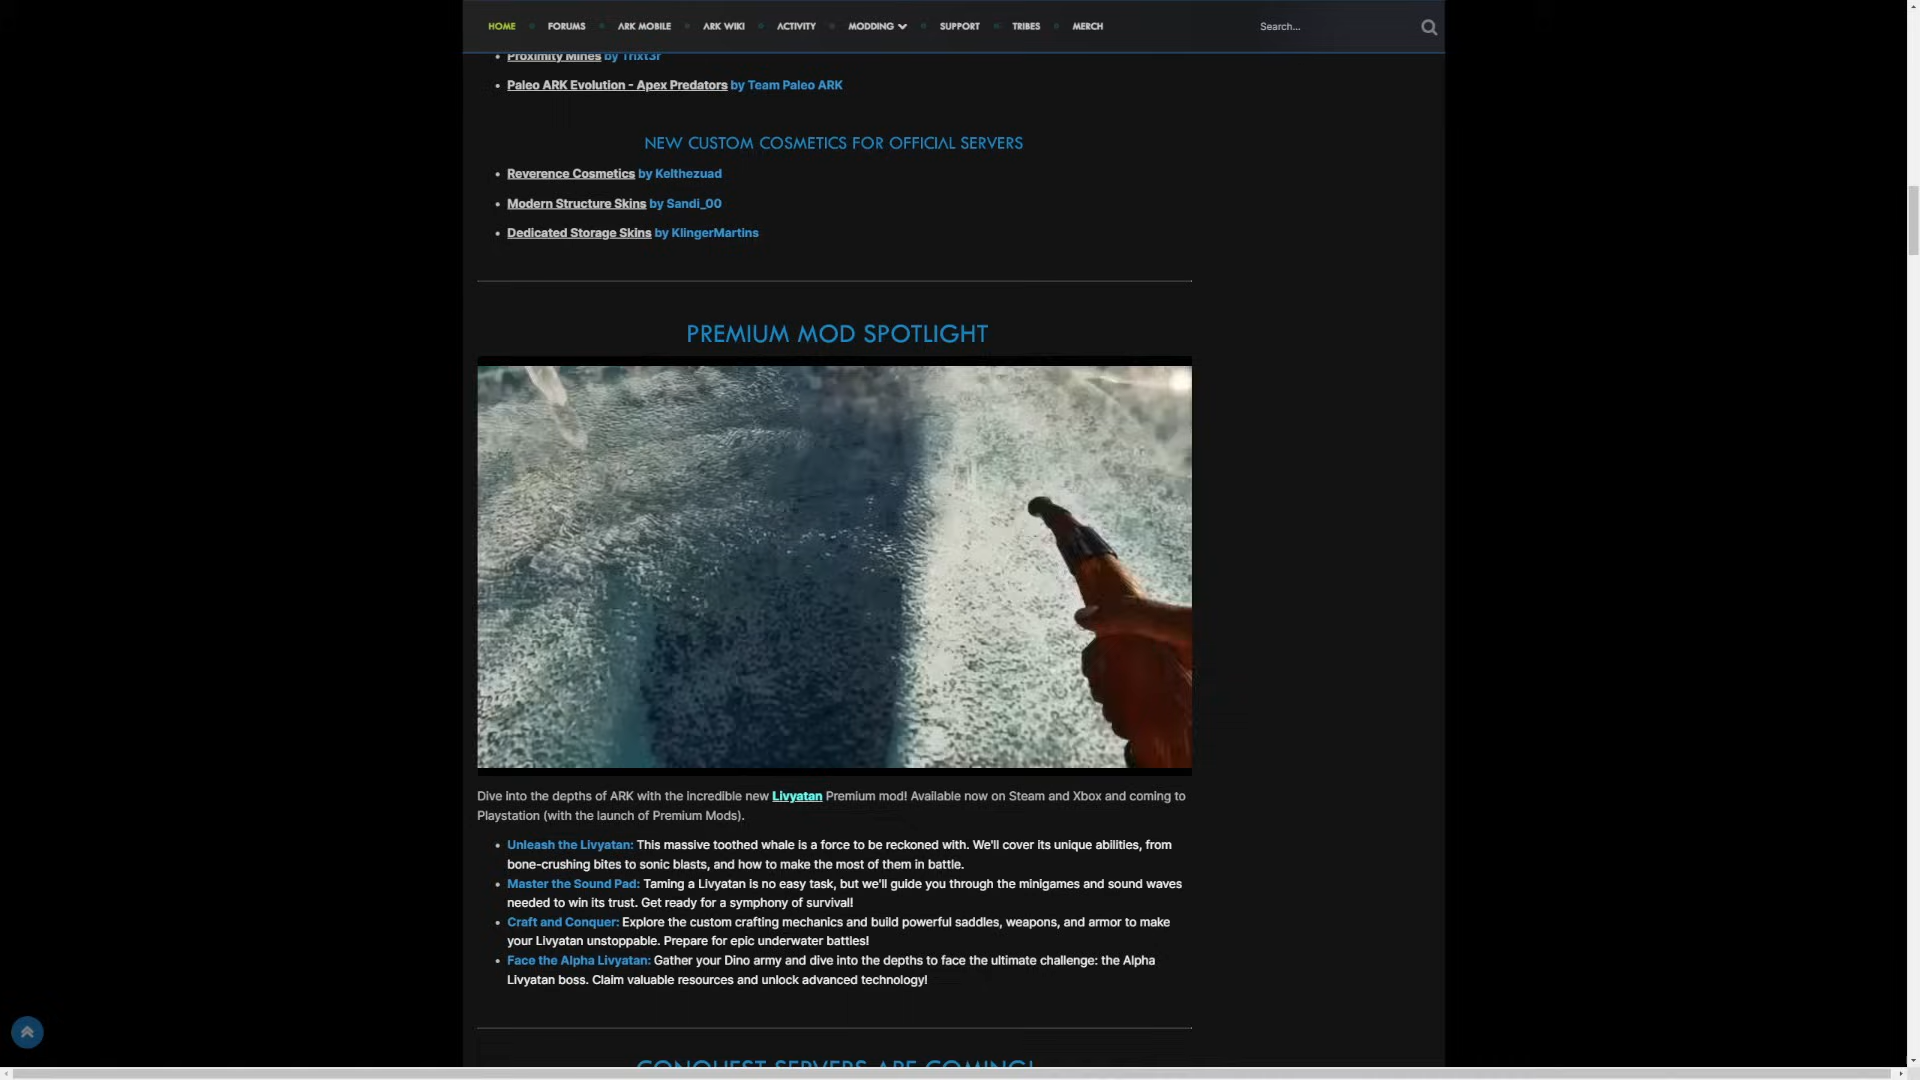 HOME FORUMS ARK MOBILE ARK WIKI ACTIVITY MODDING SUPPORT TRIBES MERCH Search...
Proximity Mines by Trixt3r
Paleo ARK Evolution - Apex Predators by Team Paleo ARK
NEW CUSTOM COSMETICS FOR OFFICIAL SERVERS
Reverence Cosmetics by Kelthezuad
Modern Structure Skins by Sandi_00
Dedicated Storage Skins by KlingerMartins
PREMIUM MOD SPOTLIGHT
Dive into the depths of ARK with the incredible new Livyatan Premium mod! Available now on Steam and Xbox and coming to
Playstation (with the launch of Premium Mods).
Unleash the Livyatan: This massive toothed whale is a force to be reckoned with. We'll cover its unique abilities, from
bone-crushing bites to sonic blasts, and how to make the most of them in battle.
Master the Sound Pad: Taming a Livyatan is no easy task, but we'll guide you through the minigames and sound waves
needed to win its trust. Get ready for a symphony of survival!
Craft and Conquer: Explore the custom crafting mechanics and build powerful saddles, weapons, and armor to make
your Livyatan unstoppable. Prepare for epic underwater battles!
Face the Alpha Livyatan: Gather your Dino army and dive into the depths to face the ultimate challenge: the Alpha
Livyatan boss. Claim valuable resources and unlock advanced technology!
CONQUEST SERVERS ARE COMING!